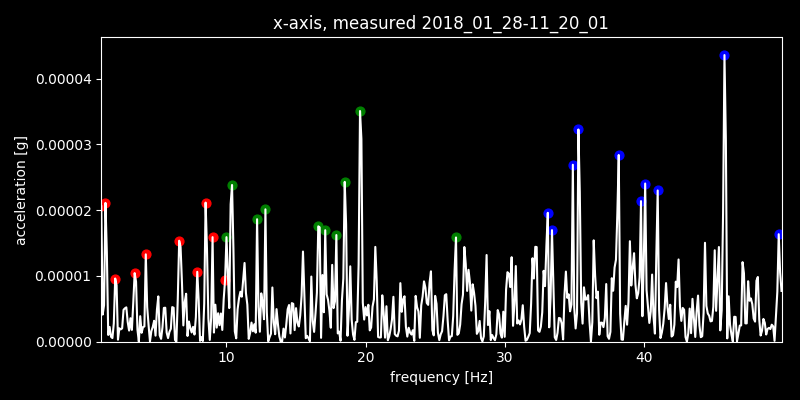 x-axis, measured 2018_01_28-11_20_01
acceleration [g]
0.00004
0.00003
0.00002
0.00001
0.00000
10 20 30 40
frequency [Hz]